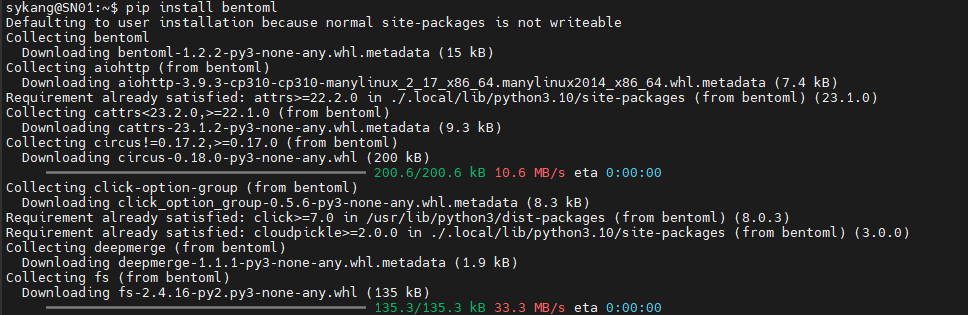 sykang@SN01:~$ pip install bentoml
Defaulting to user installation because normal site-packages is not writeable
Collecting bentoml
  Downloading bentoml-1.2.2-py3-none-any.whl.metadata (15 kB)
Collecting aiohttp (from bentoml)
  Downloading aiohttp-3.9.3-cp310-cp310-manylinux_2_17_x86_64.manylinux2014_x86_64.whl.metadata (7.4 kB)
Requirement already satisfied: attrs>=22.2.0 in ./.local/lib/python3.10/site-packages (from bentoml) (23.1.0)
Collecting cattrs<23.2.0,>=22.1.0 (from bentoml)
  Downloading cattrs-23.1.2-py3-none-any.whl.metadata (9.3 kB)
Collecting circus!=0.17.2,>=0.17.0 (from bentoml)
  Downloading circus-0.18.0-py3-none-any.whl (200 kB)
200.6/200.6 kB 10.6 MB/s eta 0:00:00
Collecting click-option-group (from bentoml)
  Downloading click_option_group-0.5.6-py3-none-any.whl.metadata (8.3 kB)
Requirement already satisfied: click>=7.0 in /usr/lib/python3/dist-packages (from bentoml) (8.0.3)
Requirement already satisfied: cloudpickle>=2.0.0 in ./.local/lib/python3.10/site-packages (from bentoml) (3.0.0)
Collecting deepmerge (from bentoml)
  Downloading deepmerge-1.1.1-py3-none-any.whl.metadata (1.9 kB)
Collecting fs (from bentoml)
  Downloading fs-2.4.16-py2.py3-none-any.whl (135 kB)
135.3/135.3 kB 33.3 MB/s eta 0:00:00